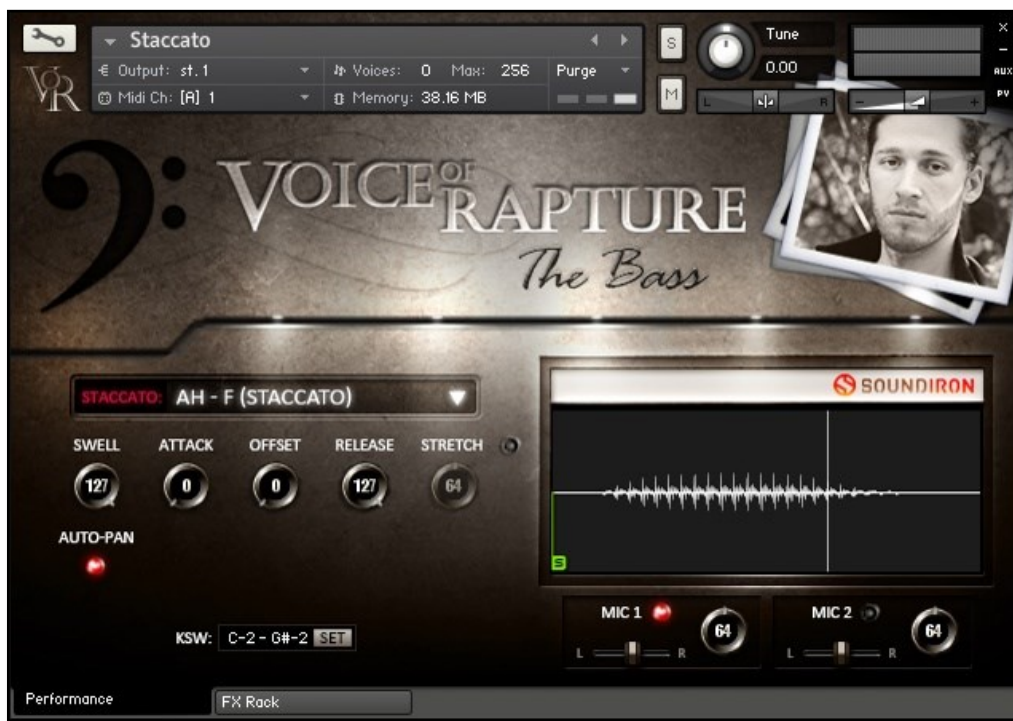 Staccato
Output: st.1
Voices: 0 Max: 256 Purge
Midi Ch: [A] 1
Memory: 38.16 MB
S
M
Tune
0.00
L R
- +
X
-
AUX
PV
VR
VOICE OF RAPTURE
The Bass
STACCATO: AH - F (STACCATO)
SOUNDIRON
SWELL ATTACK OFFSET RELEASE STRETCH
127 0 0 127 64
AUTO-PAN
S
MIC 1 64
L R
MIC 2 64
L R
KSW: C-2 - G#-2 SET
Performance FX Rack